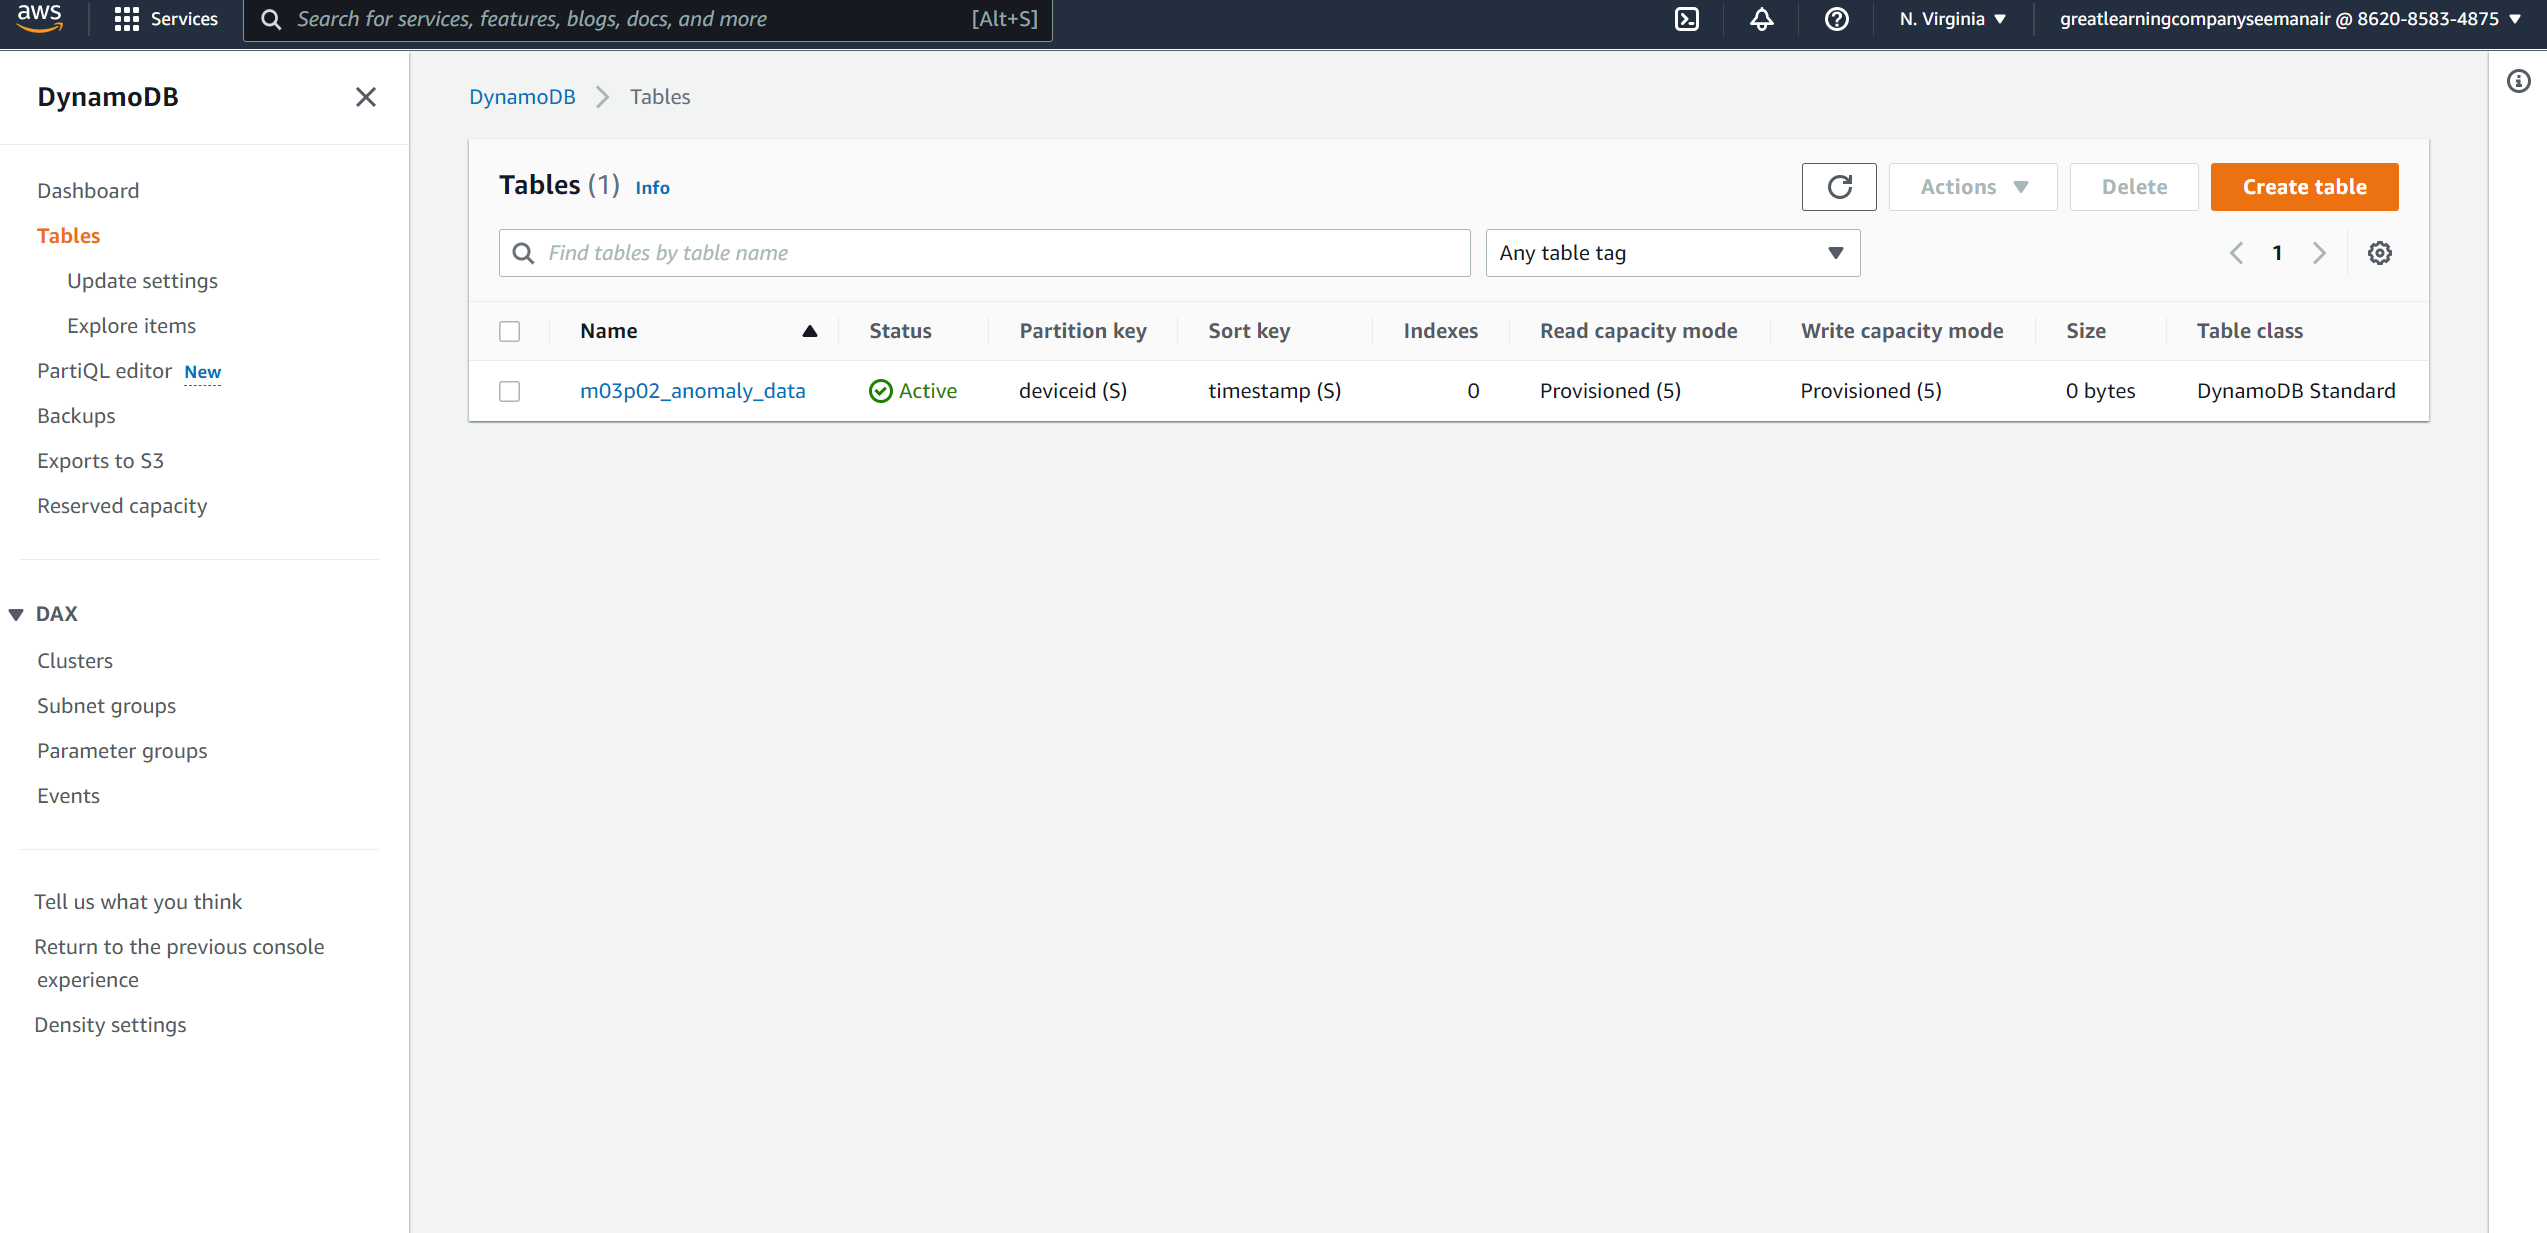 aws Services Search for services, features, blogs, docs, and more [Alt+S] N. Virginia greatlearningcompanyseemanair @ 8620-8583-4875
DynamoDB
Dashboard
Tables
Update settings
Explore items
PartiQL editor New
Backups
Exports to S3
Reserved capacity
DAX
Clusters
Subnet groups
Parameter groups
Events
Tell us what you think
Return to the previous console
experience
Density settings
DynamoDB Tables
Tables (1) Info Actions Delete Create table
Find tables by table name Any table tag 1
Name Status Partition key Sort key Indexes Read capacity mode Write capacity mode Size Table class
m03p02_anomaly_data Active deviceid (S) timestamp (S) 0 Provisioned (5) Provisioned (5) 0 bytes DynamoDB Standard